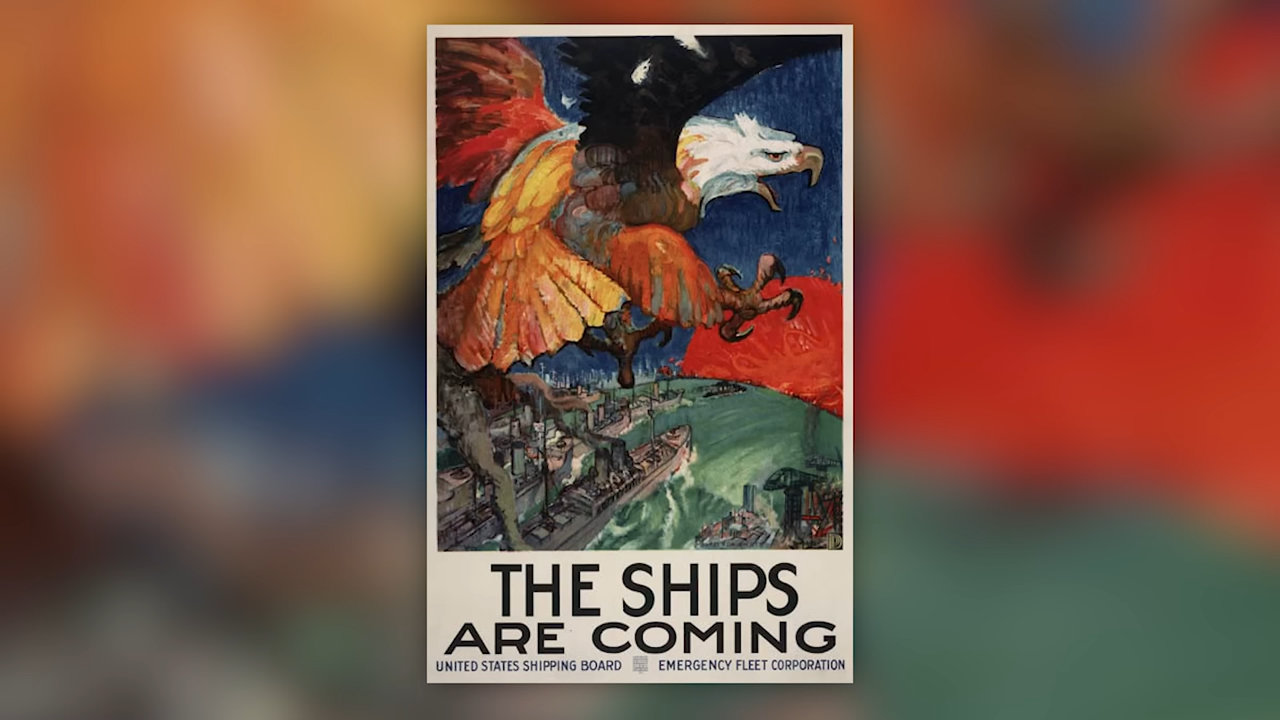 THE SHIPS
ARE COMING
UNITED STATES SHIPPING BOARD EMERGENCY FLEET CORPORATION